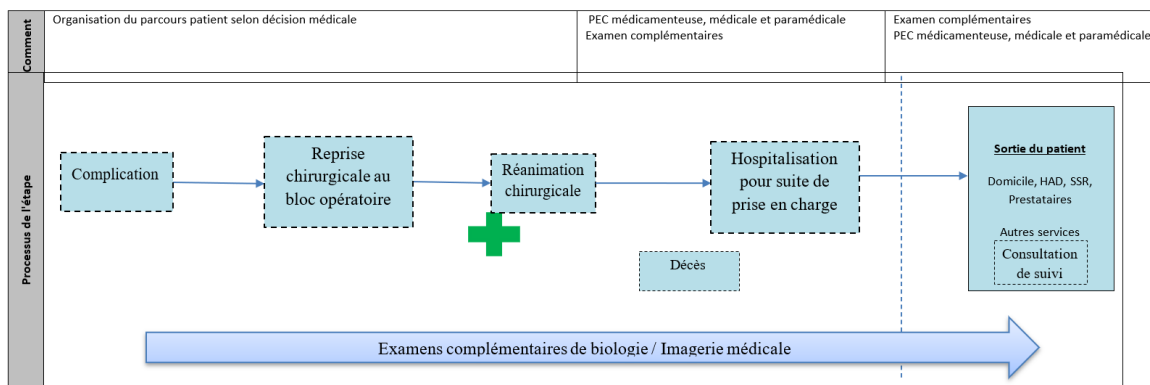 Comment
Organisation du parcours patient selon décision médicale
PEC médicamenteuse, médicale et paramédicale
Examen complémentaires
Examen complémentaires
PEC médicamenteuse, médicale et paramédicale
Processus de l'étape
Complication
Reprise
chirurgicale au
bloc opératoire
Réanimation
chirurgicale
Hospitalisation
pour suite de
prise en charge
Décès
Sortie du patient
Domicile, HAD, SSR,
Prestataires
Autres services
Consultation
de suivi
Examens complémentaires de biologie / Imagerie médicale